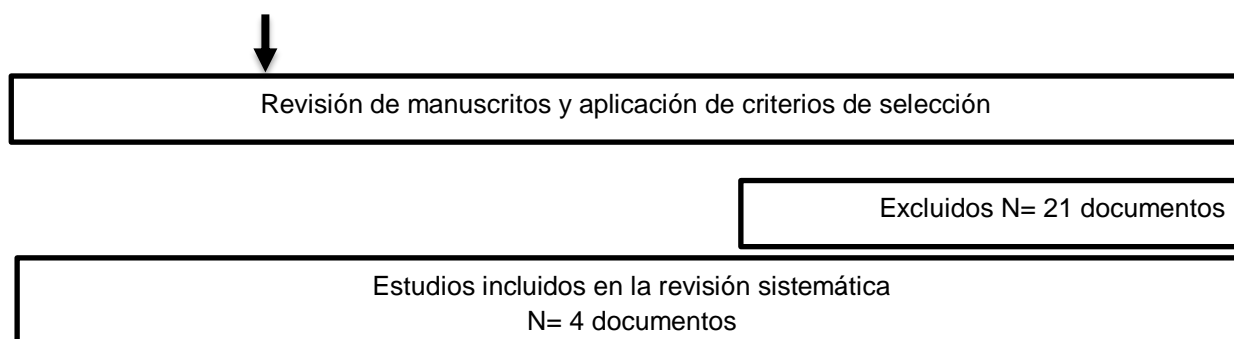 Revisión de manuscritos y aplicación de criterios de selección
Excluidos N= 21 documentos
Estudios incluidos en la revisión sistemática
N= 4 documentos